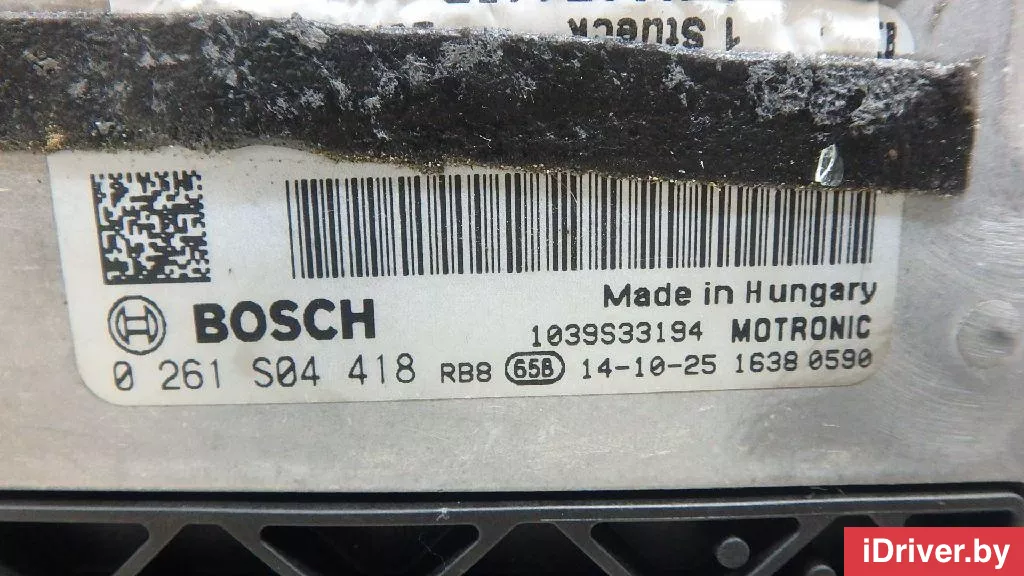 1 Stueck
BOSCH
Made in Hungary
1039S33194 MOTRONIC
0 261 S04 418 RB8 65B 14-10-25 1638 0590
iDriver.by